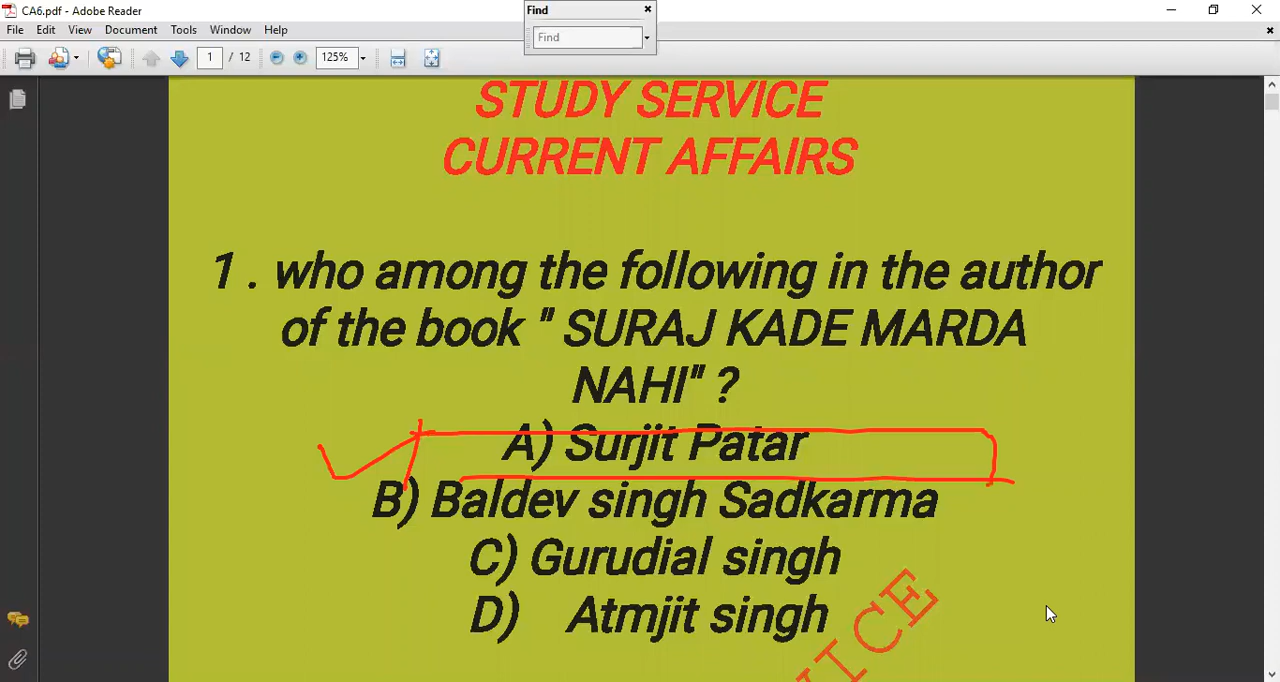 CA6.pdf - Adobe Reader
Find
File Edit View Document Tools Window Help
Find
1 / 12 125%
STUDY SERVICE
CURRENT AFFAIRS
1 . who among the following in the author
of the book " SURAJ KADE MARDA
NAHI" ?
A) Surjit Patar
B) Baldev singh Sadkarma
C) Gurudial singh
D) Atmjit singh
VICE